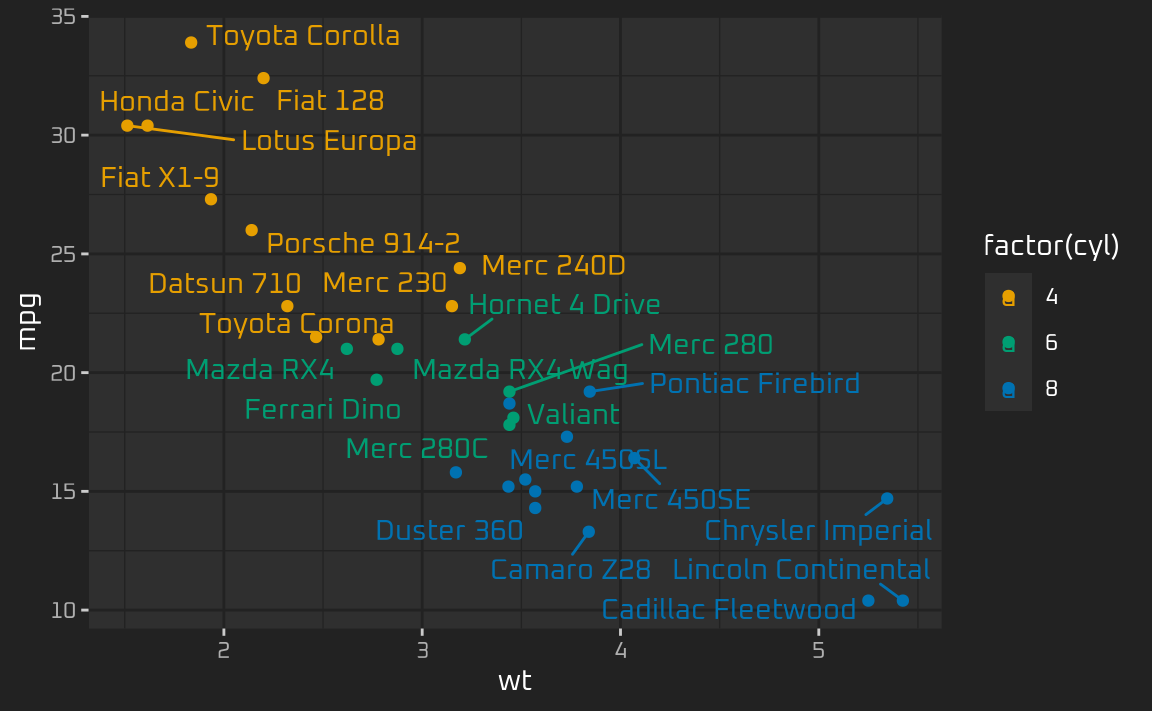 35
Toyota Corolla
Honda Civic
Fiat 128
30
Lotus Europa
Fiat X1-9
25
Porsche 914-2
Merc 240D
Datsun 710
Merc 230
Hornet 4 Drive
Toyota Corona
Merc 280
20
Mazda RX4
Mazda RX4 Wag
Pontiac Firebird
Ferrari Dino
Valiant
Merc 280C
Merc 450SL
15
Merc 450SE
Duster 360
Chrysler Imperial
Camaro Z28
Lincoln Continental
10
Cadillac Fleetwood
2
3
4
5
wt
mpg
factor(cyl)
a 4
a 6
a 8